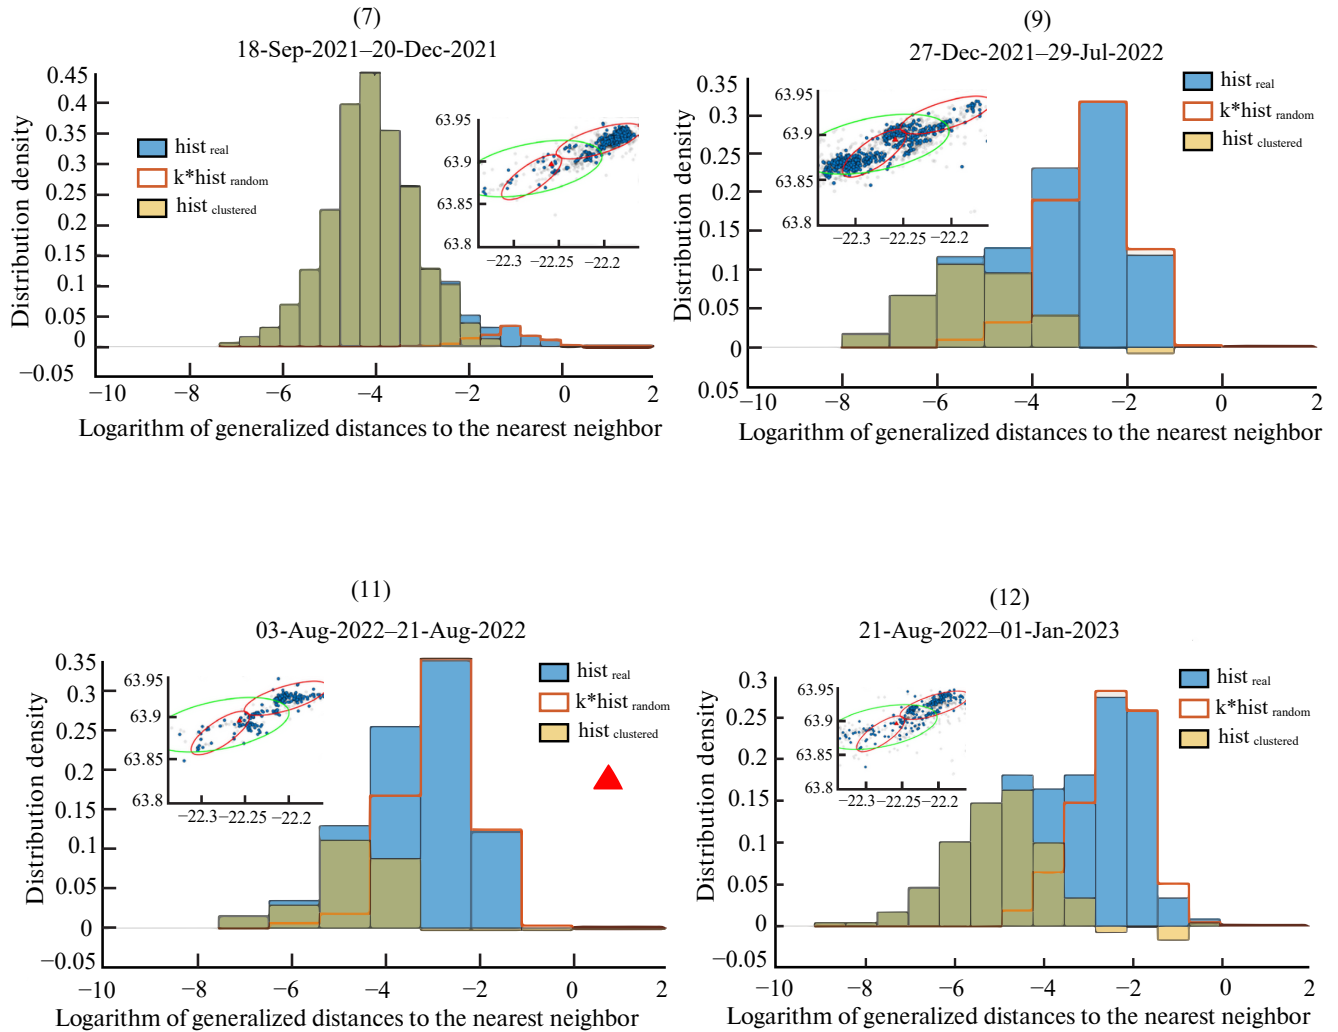 (7)
18-Sep-2021–20-Dec-2021
0.45
0.4
0.35
0.3
0.25
0.2
0.15
0.1
0.05
0
−0.05
Distribution density
hist real
k*hist random
hist clustered
63.95
63.9
63.85
63.8
−22.3 −22.25 −22.2
−10 −8 −6 −4 −2 0 2
Logarithm of generalized distances to the nearest neighbor
(9)
27-Dec-2021–29-Jul-2022
0.35
0.3
0.25
0.2
0.15
0.1
0.05
0
0.05
Distribution density
hist real
k*hist random
hist clustered
63.95
63.9
63.85
63.8
−22.3 −22.25 −22.2
−10 −8 −6 −4 −2 0 2
Logarithm of generalized distances to the nearest neighbor
(11)
03-Aug-2022–21-Aug-2022
0.35
0.3
0.25
0.2
0.15
0.1
0.05
0
−0.05
Distribution density
hist real
k*hist random
hist clustered
63.95
63.9
63.85
63.8
−22.3 −22.25 −22.2
−10 −8 −6 −4 −2 0 2
Logarithm of generalized distances to the nearest neighbor
(12)
21-Aug-2022–01-Jan-2023
0.3
0.25
0.2
0.15
0.1
0.05
0
−0.05
Distribution density
hist real
k*hist random
hist clustered
63.95
63.9
63.85
63.8
−22.3 −22.25 −22.2
−10 −8 −6 −4 −2 0 2
Logarithm of generalized distances to the nearest neighbor